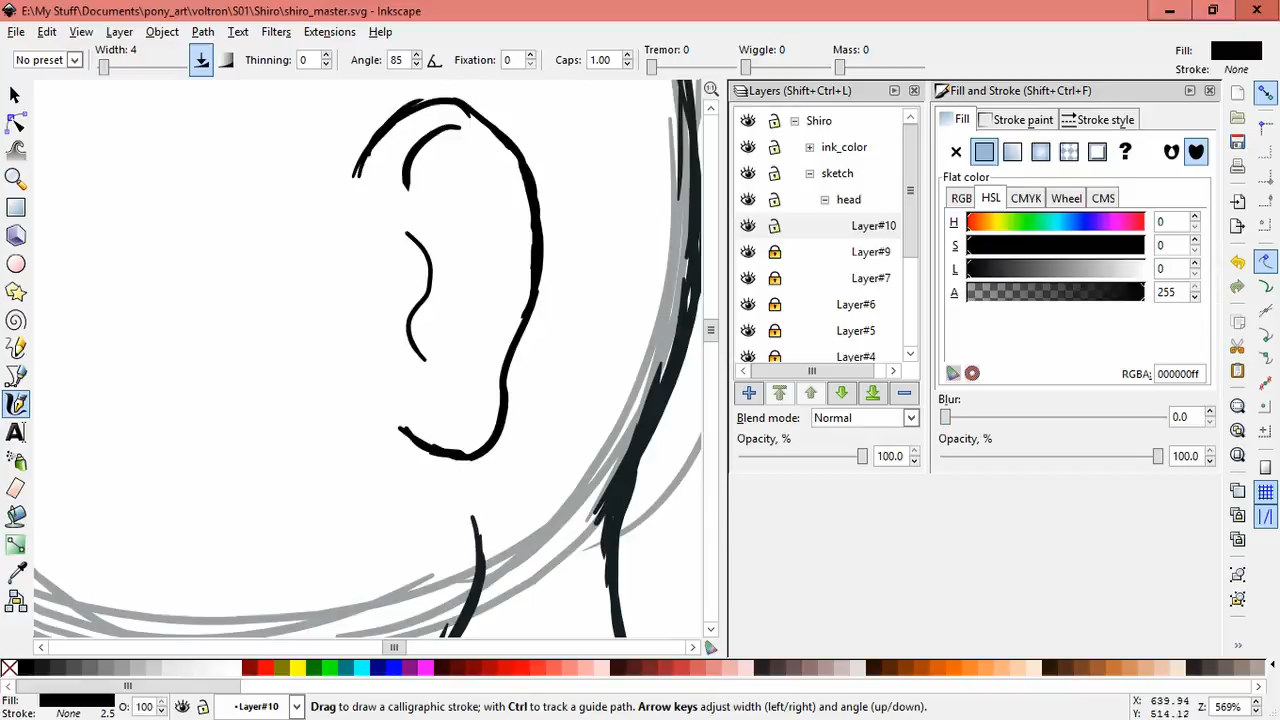 E:\My Stuff\Documents\pony_art\voltron\S01\Shiro\shiro_master.svg - Inkscape
File Edit View Layer Object Path Text Filters Extensions Help
No preset Width: 4 Thinning: 0 Angle: 85 Fixation: 0 Caps: 1.00 Tremor: 0 Wiggle: 0 Mass: 0 Fill:
Stroke: None
Layers (Shift+Ctrl+L) Fill and Stroke (Shift+Ctrl+F)
Shiro
ink_color
sketch
head
Layer#10
Layer#9
Layer#7
Layer#6
Layer#5
Layer#4
Blend mode: Normal
Opacity, % 100.0
Fill Stroke paint Stroke style
Flat color
RGB HSL CMYK Wheel CMS
H 0
S 0
L 0
A 255
RGBA: 000000ff
Blur: 0.0
Opacity, % 100.0
Fill: O: 100 Layer#10 Drag to draw a calligraphic stroke; with Ctrl to track a guide path. Arrow keys adjust width (left/right) and angle (up/down). X: 639.94 Z: 569%
Stroke: None 2.5 Y: 514.12